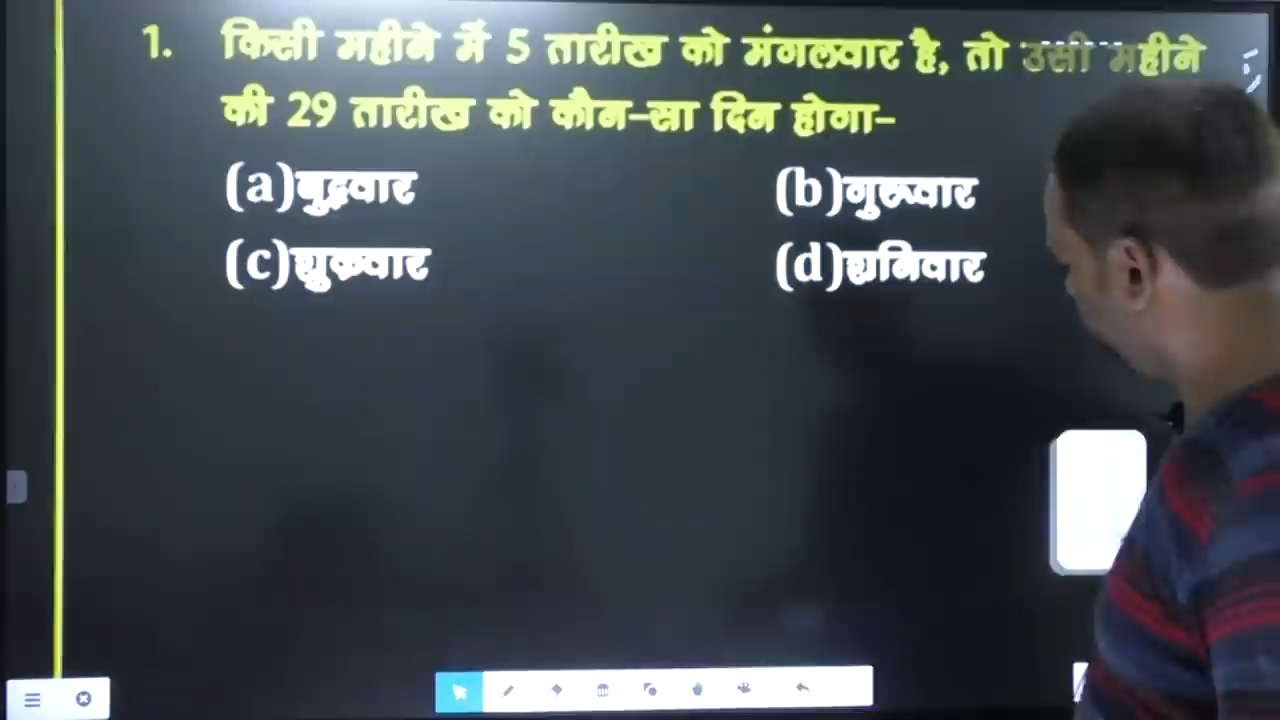 1. किसी महीने में 5 तारीख को मंगलवार है, तो उसी महीने
की 29 तारीख को कौन-सा दिन होगा-
(a)बुद्धवार (b)गुरूवार
(c)शुक्रवार (d)शनिवार